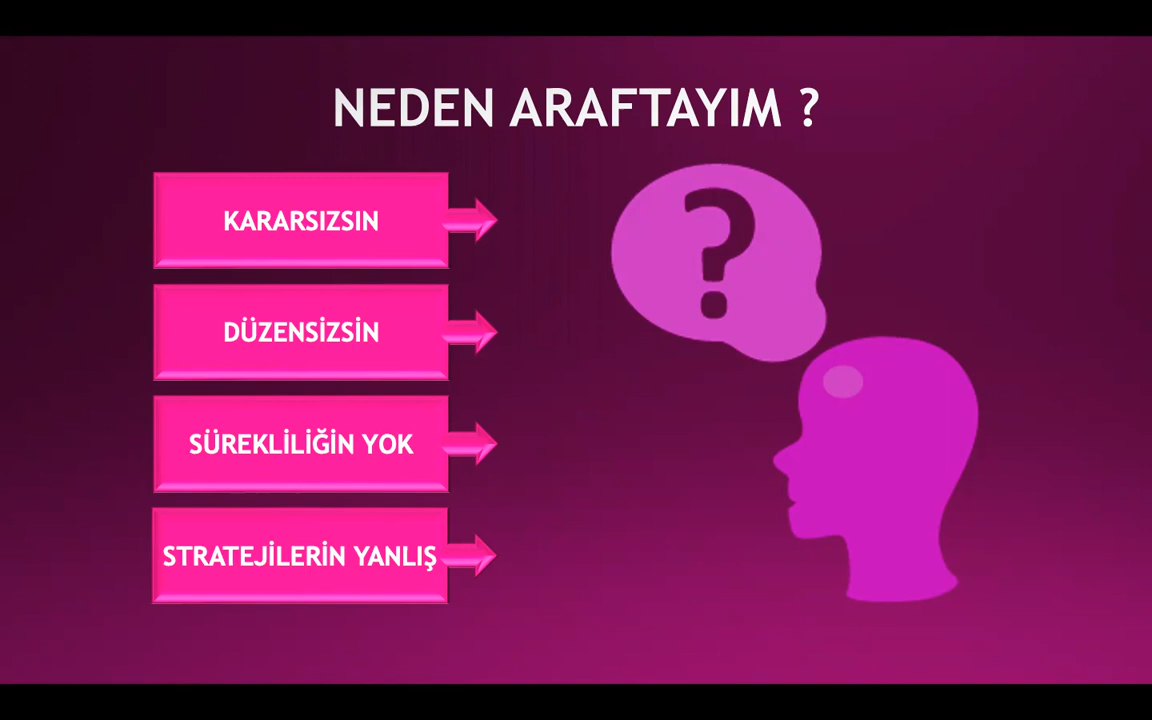 NEDEN ARAFTAYIM ?
KARARSIZSIN
DÜZENSİZSİN
SÜREKLİLİĞİN YOK
STRATEJİLERİN YANLIŞ
?